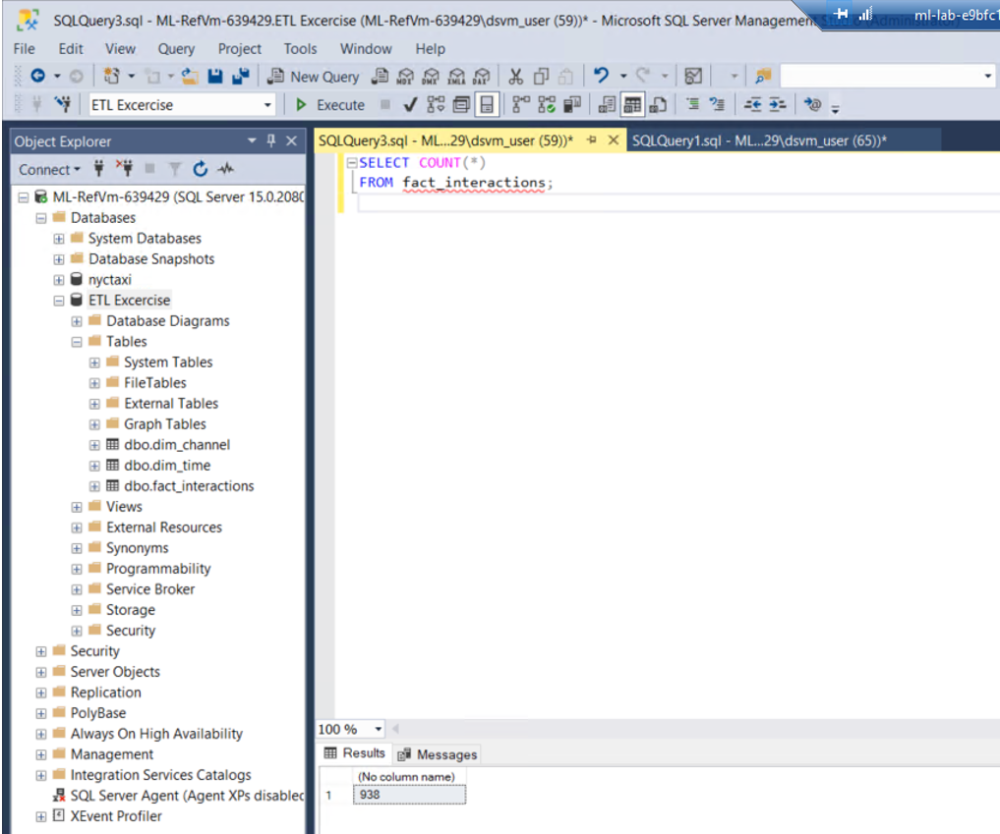 SQLQuery3.sql - ML-RefVm-639429.ETL Excercise (ML-RefVm-639429\dsvm_user (59))* - Microsoft SQL Server Management
ml-lab-e9bfc1
File Edit View Query Project Tools Window Help
New Query MDX DMX XMLA DAX
ETL Excercise Execute
Object Explorer
SQLQuery3.sql - ML...29\dsvm_user (59))* SQLQuery1.sql - ML...29\dsvm_user (65))*
Connect
SELECT COUNT(*)
FROM fact_interactions;
ML-RefVm-639429 (SQL Server 15.0.2080
Databases
System Databases
Database Snapshots
nyctaxi
ETL Excercise
Database Diagrams
Tables
System Tables
FileTables
External Tables
Graph Tables
dbo.dim_channel
dbo.dim_time
dbo.fact_interactions
Views
External Resources
Synonyms
Programmability
Service Broker
Storage
Security
Security
Server Objects
Replication
PolyBase
Always On High Availability
Management
Integration Services Catalogs
SQL Server Agent (Agent XPs disabled
XEvent Profiler
100 %
Results Messages
(No column name)
1 938